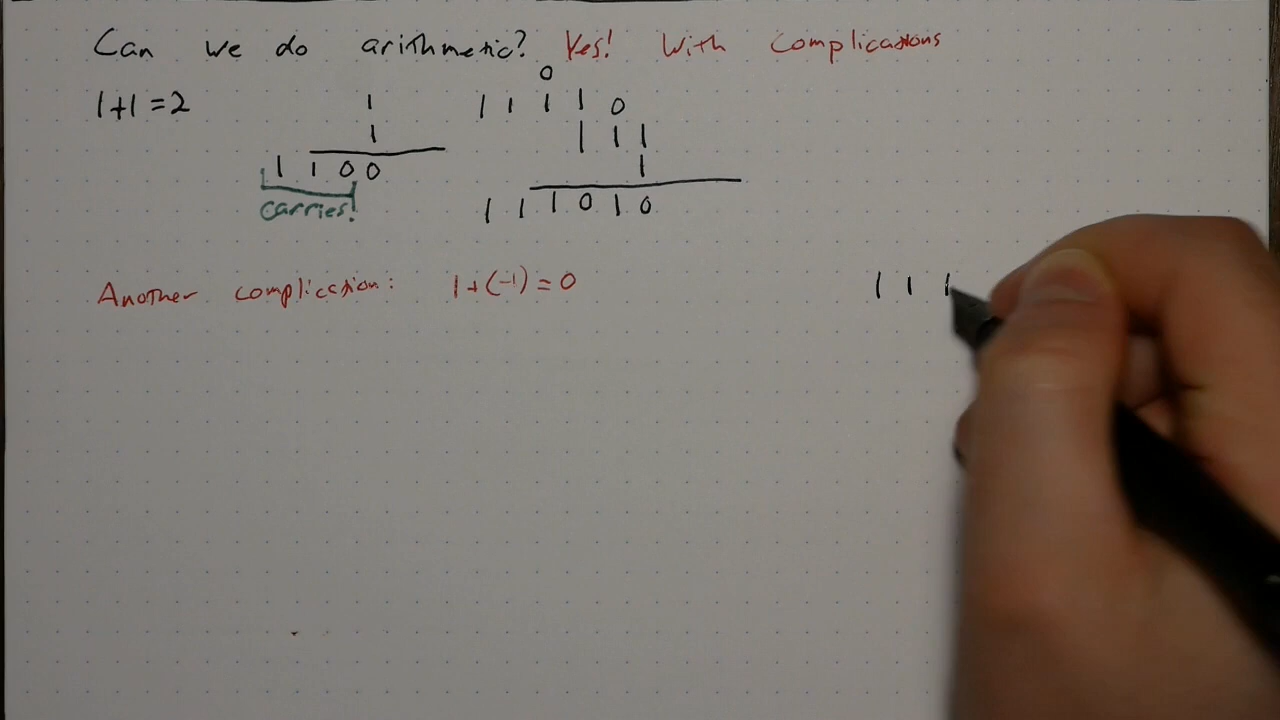 Can we do arithmetic? Yes! With complications
0
1+1=2 1 1 1 1 1 0
1 1 1 1
1
1 1 0 0
carries! 1 1 1 0 1 0
Another complication: 1+(-1)=0 1 1 1